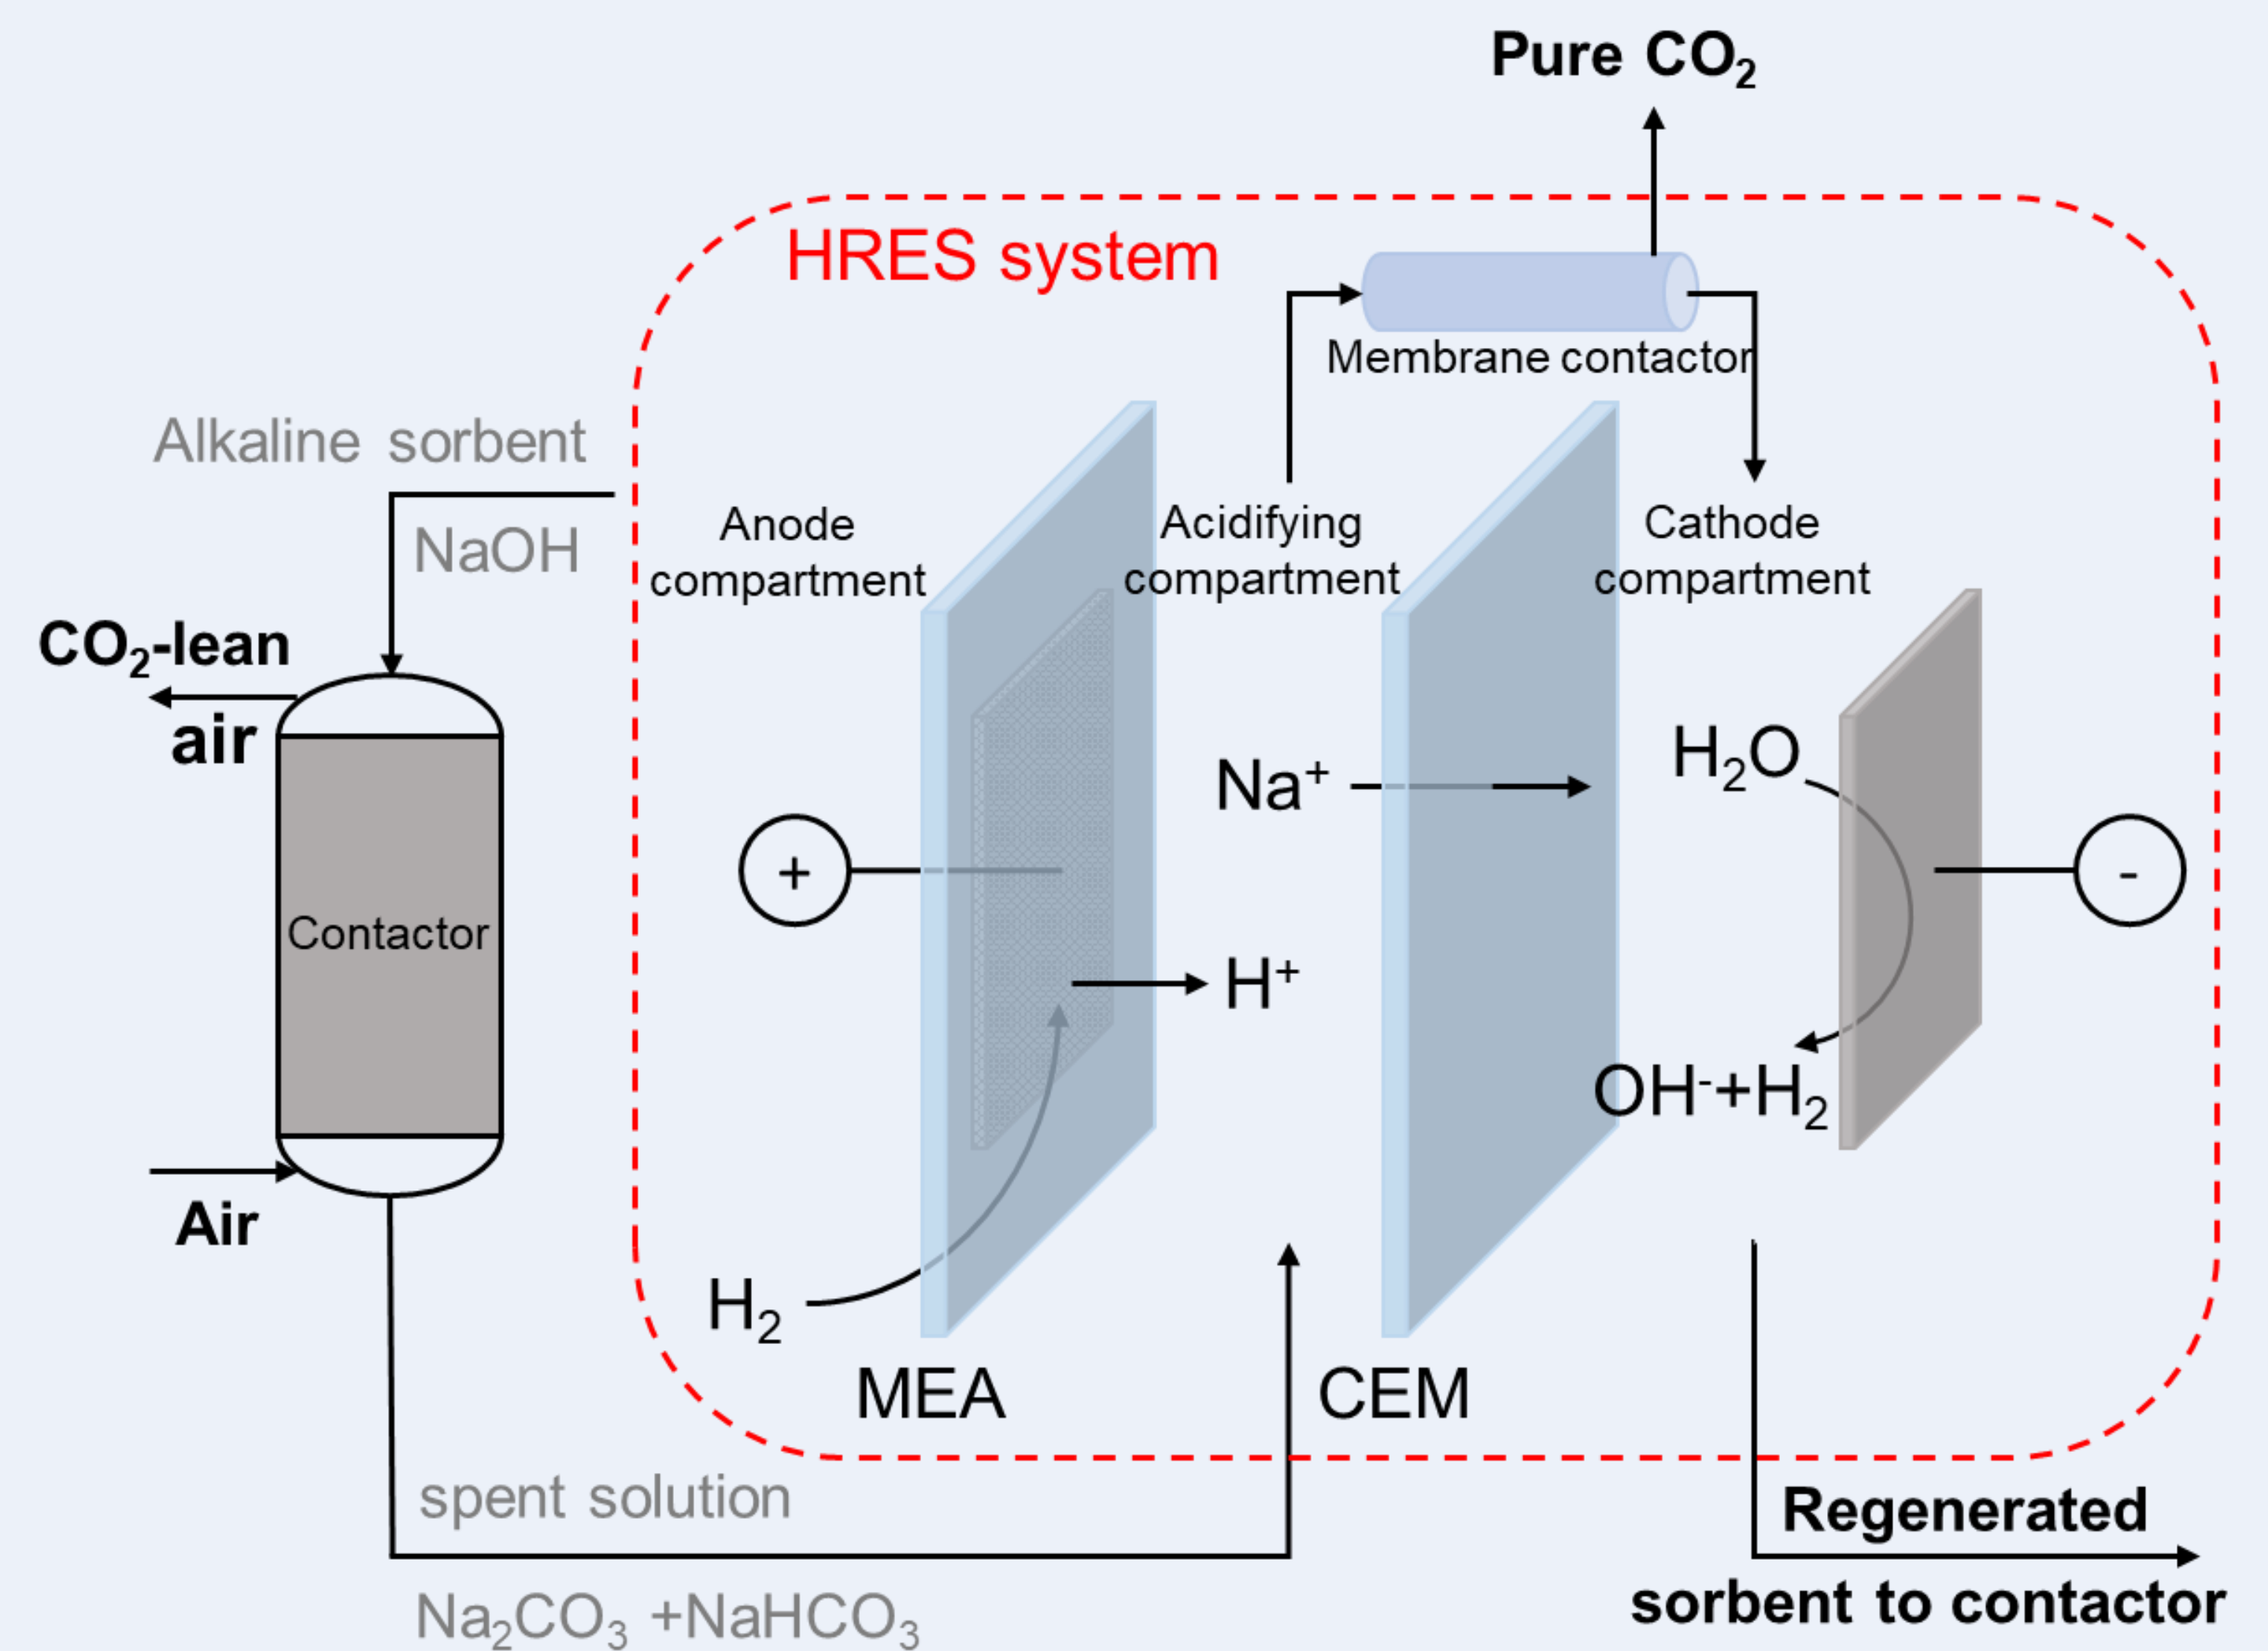 Pure CO₂
HRES system
Membrane contactor
Alkaline sorbent
NaOH
Anode
compartment
Acidifying
compartment
Cathode
compartment
CO₂-lean
air
Contactor
Air
Na⁺
H₂O
+
-
H⁺
OH⁻+H₂
H₂
MEA
CEM
spent solution
Na₂CO₃ +NaHCO₃
Regenerated
sorbent to contactor